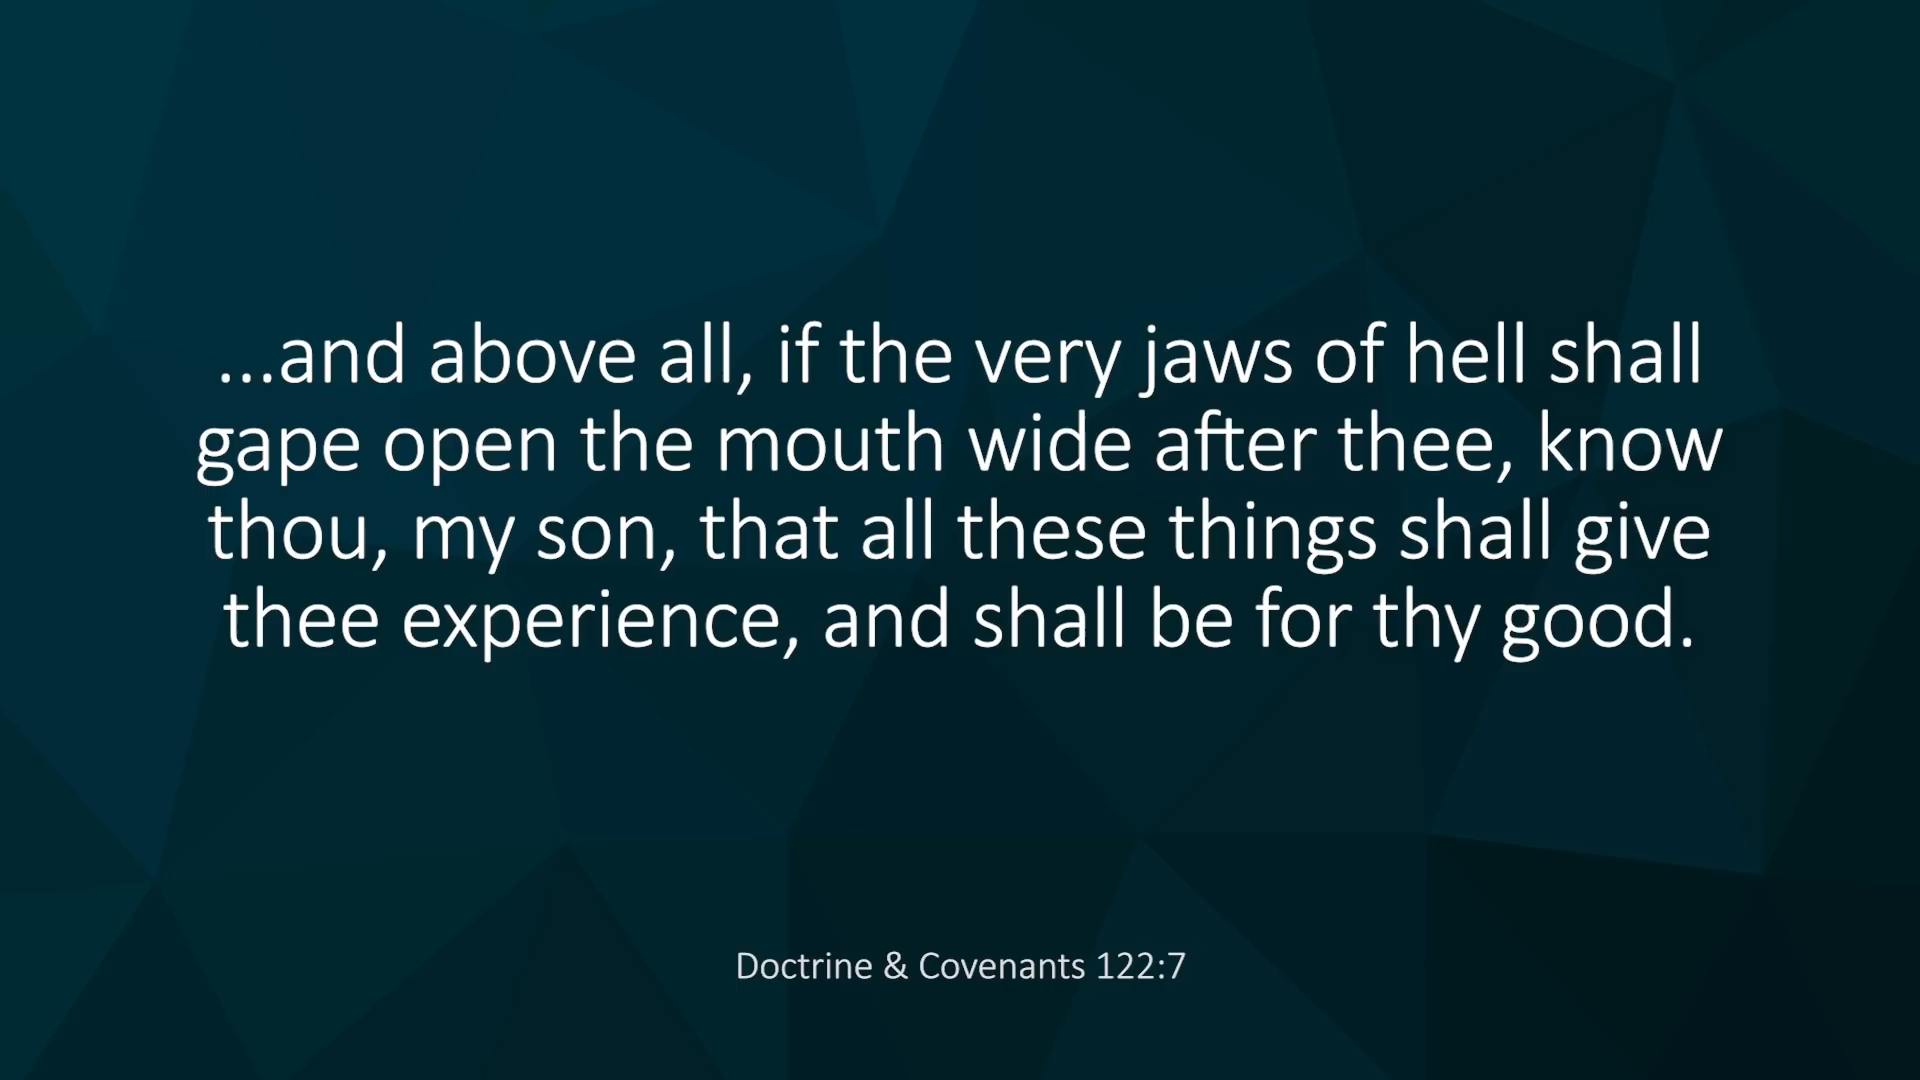 ...and above all, if the very jaws of hell shall
gape open the mouth wide after thee, know
thou, my son, that all these things shall give
thee experience, and shall be for thy good.
Doctrine & Covenants 122:7